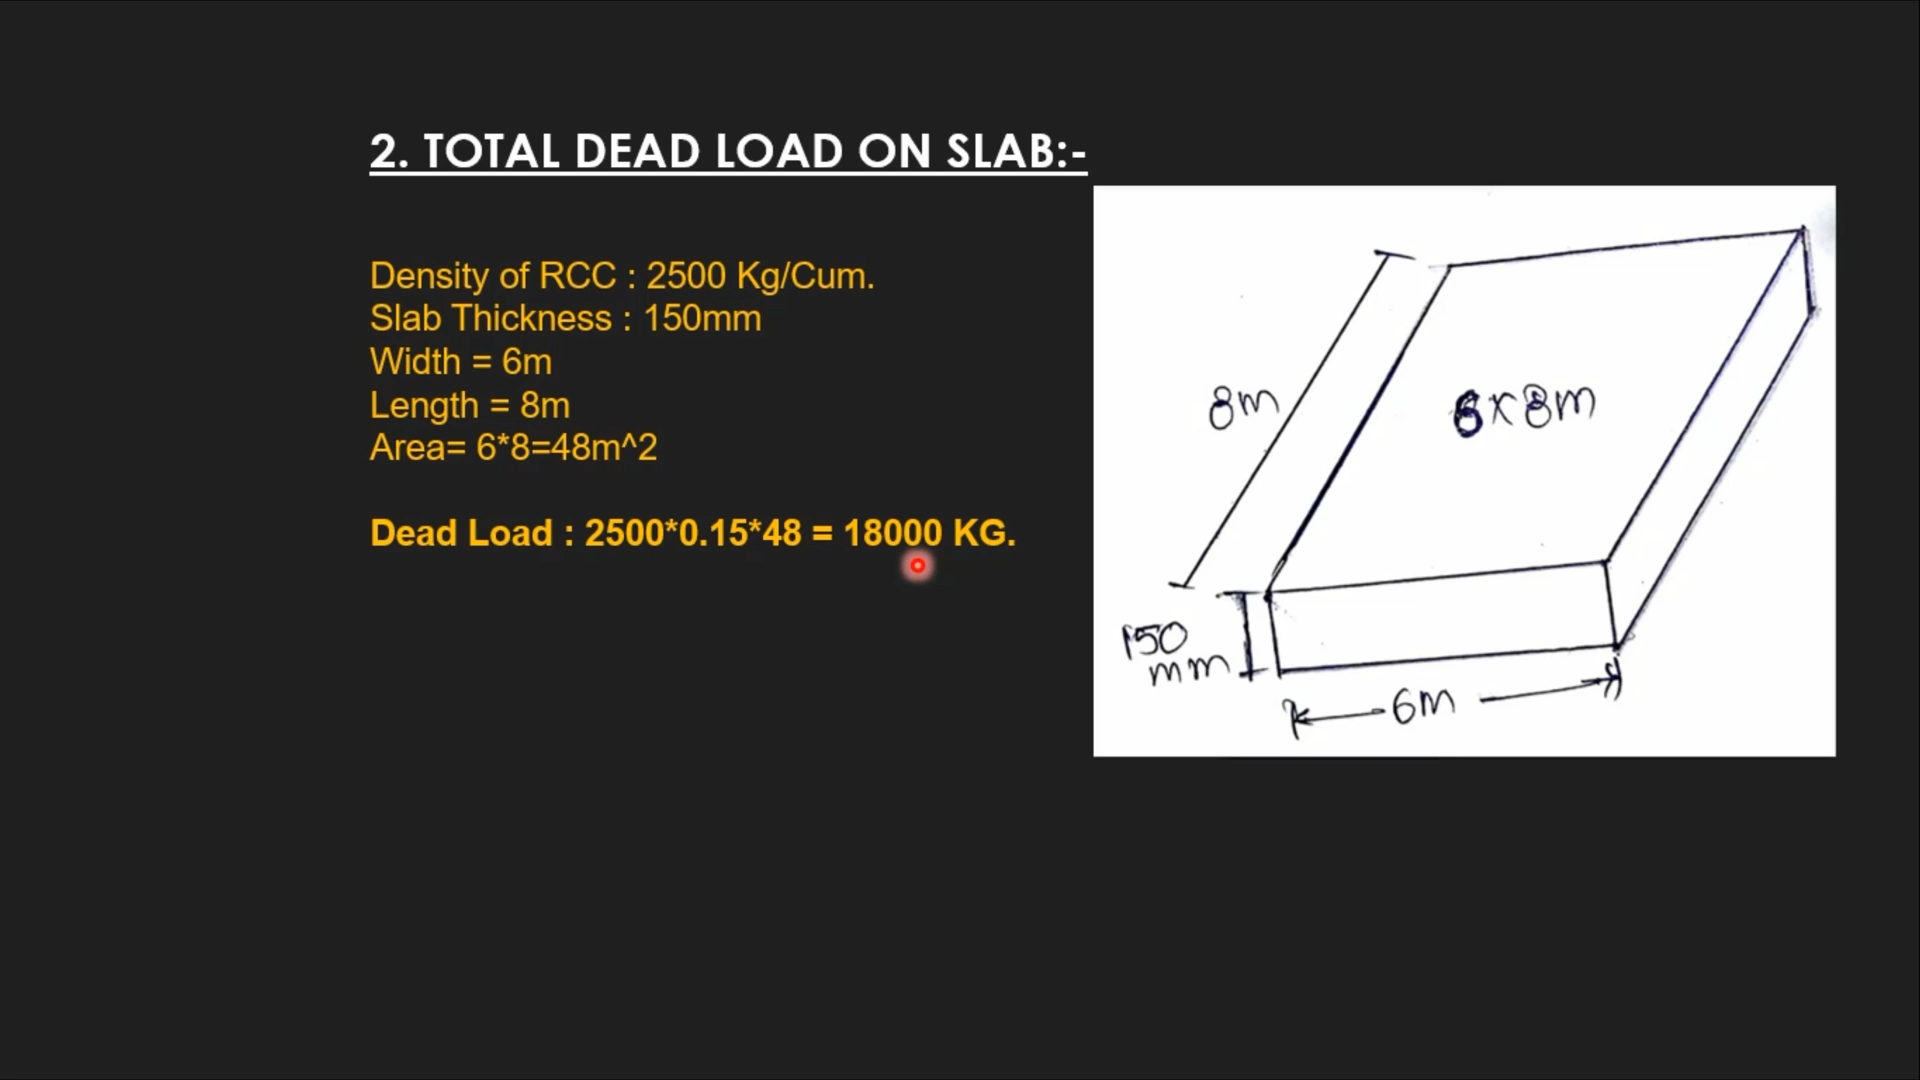 2. TOTAL DEAD LOAD ON SLAB:-
Density of RCC : 2500 Kg/Cum.
Slab Thickness : 150mm
Width = 6m
Length = 8m
Area= 6*8=48m^2
Dead Load : 2500*0.15*48 = 18000 KG.
8m
6x8m
150
mm
6m